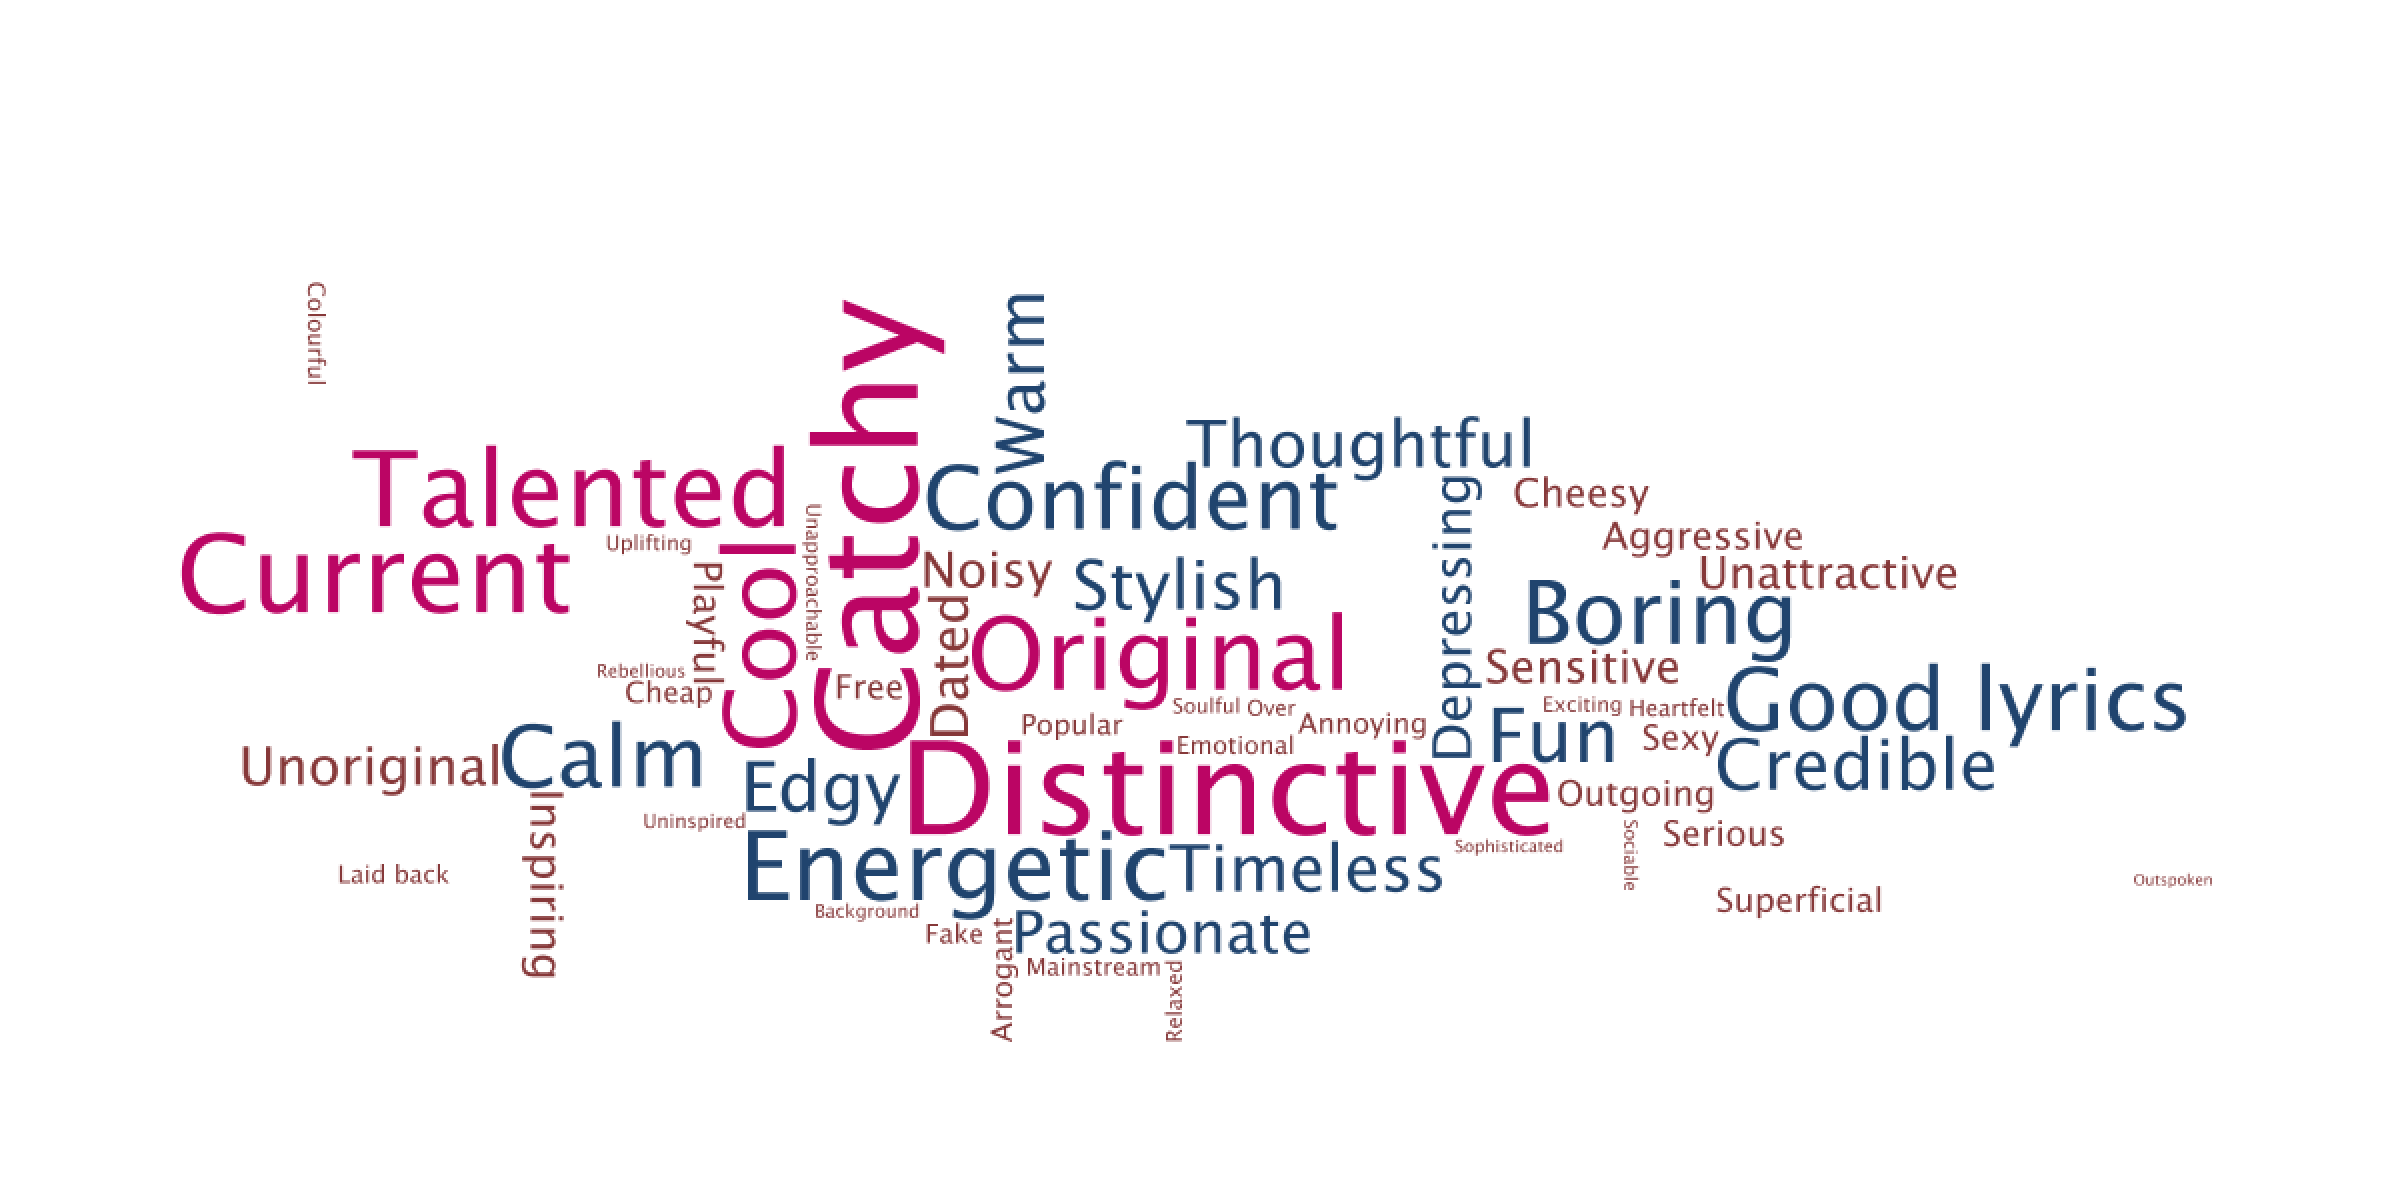 Colourful
Warm
Catchy
Thoughtful
Talented
Confident
Cheesy
Depressing
Aggressive
Current
Uplifting
Unapproachable
Cool
Playful
Noisy
Stylish
Unattractive
Dated
Boring
Original
Rebellious
Cheap
Free
Sensitive
Soulful
Over
Exciting
Heartfelt
Good lyrics
Popular
Annoying
Emotional
Fun
Sexy
Unoriginal
Calm
Credible
Edgy
Distinctive
Outgoing
Inspiring
Uninspired
Serious
Sociable
Sophisticated
Energetic
Timeless
Laid back
Outspoken
Superficial
Background
Fake
Passionate
Arrogant
Mainstream
Relaxed